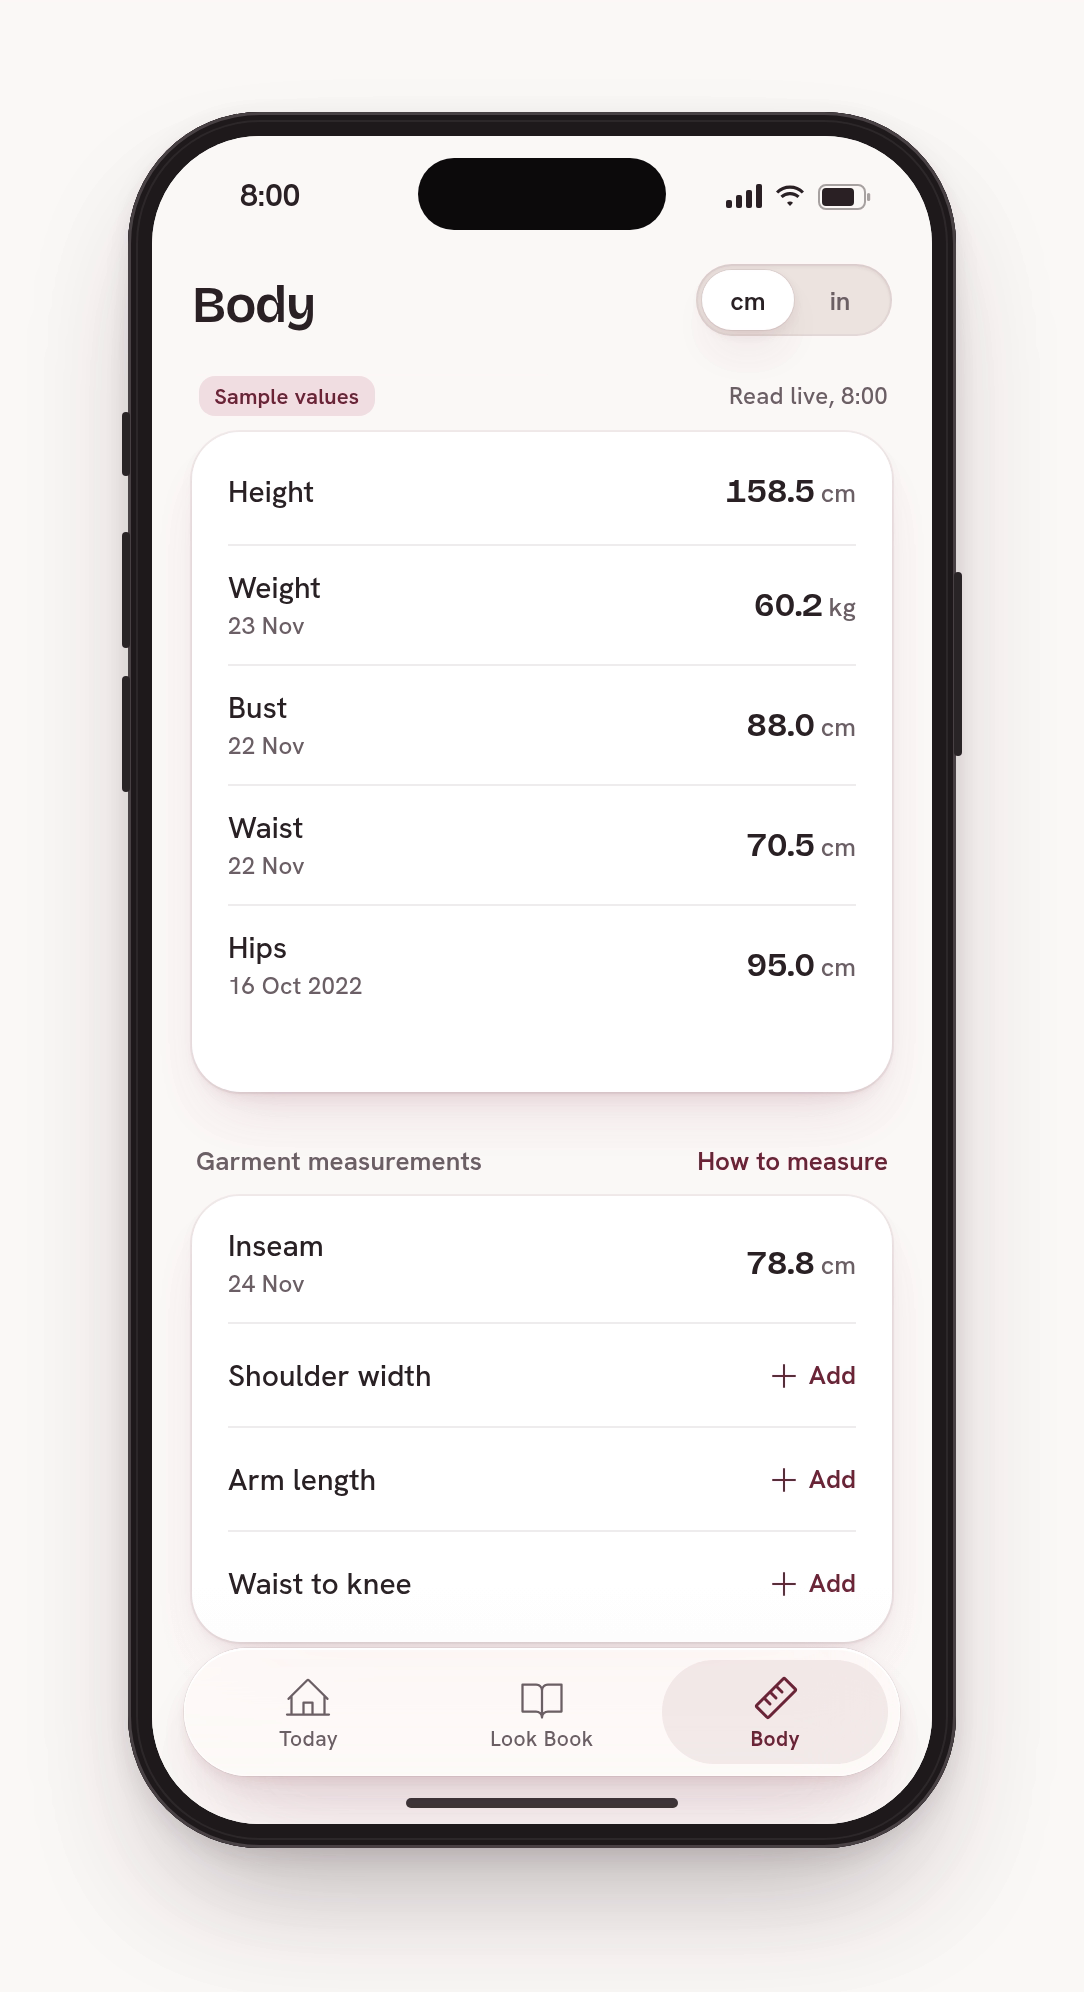 8:00
Body
cm in
Sample values Read live, 8:00
Height 158.5 cm
Weight 60.2 kg
23 Nov
Bust 88.0 cm
22 Nov
Waist 70.5 cm
22 Nov
Hips 95.0 cm
16 Oct 2022
Garment measurements How to measure
Inseam 78.8 cm
24 Nov
Shoulder width + Add
Arm length + Add
Waist to knee + Add
Today Look Book Body